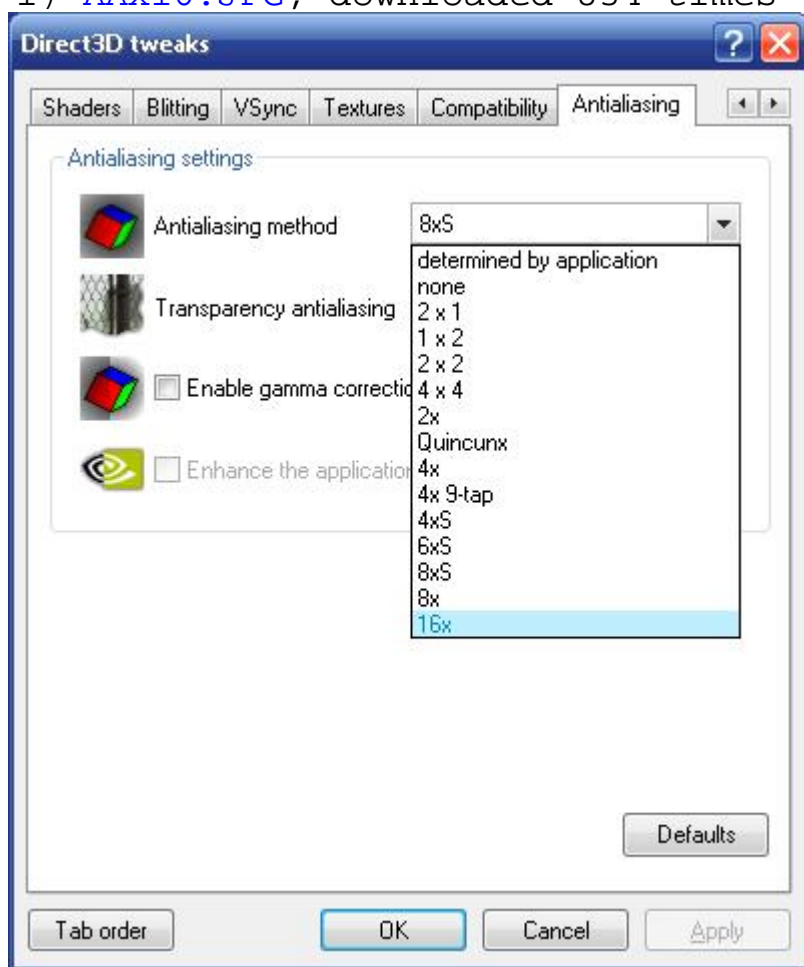 Direct3D tweaks
Shaders Blitting VSync Textures Compatibility Antialiasing
Antialiasing settings
Antialiasing method 8xS
determined by application
none
Transparency antialiasing 2 x 1
1 x 2
2 x 2
Enable gamma correctio 4 x 4
2x
Quincunx
Enhance the application 4x
4x 9-tap
4xS
6xS
8xS
8x
16x
Defaults
Tab order OK Cancel Apply